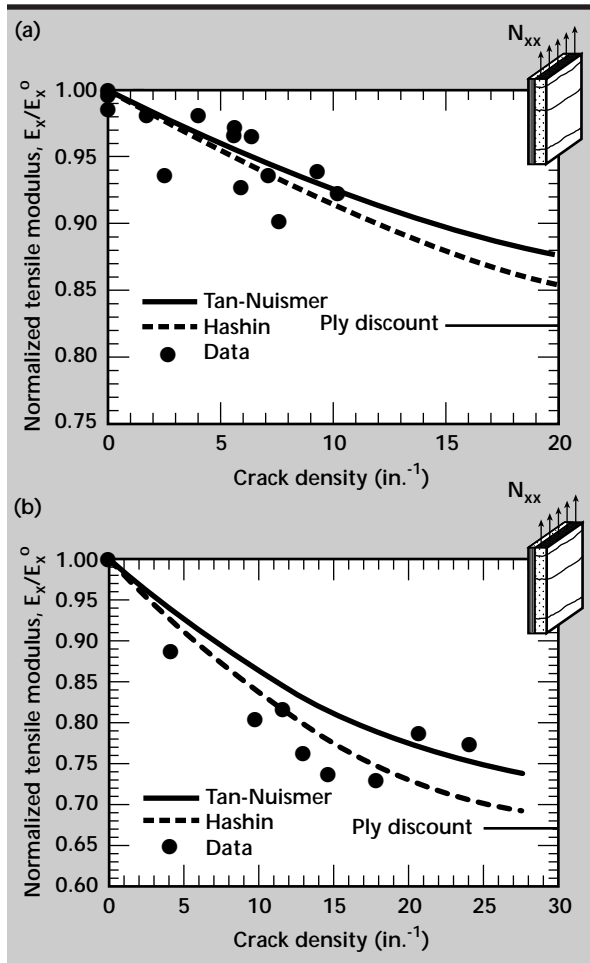 (a)
Nxx
Normalized tensile modulus, Ex/Exo
1.00
0.95
0.90
0.85
0.80
0.75
Tan-Nuismer
Hashin
Data
Ply discount
0
5
10
15
20
Crack density (in.-1)
(b)
Nxx
Normalized tensile modulus, Ex/Exo
1.00
0.95
0.90
0.85
0.80
0.75
0.70
0.65
0.60
Tan-Nuismer
Hashin
Data
Ply discount
0
5
10
15
20
25
30
Crack density (in.-1)